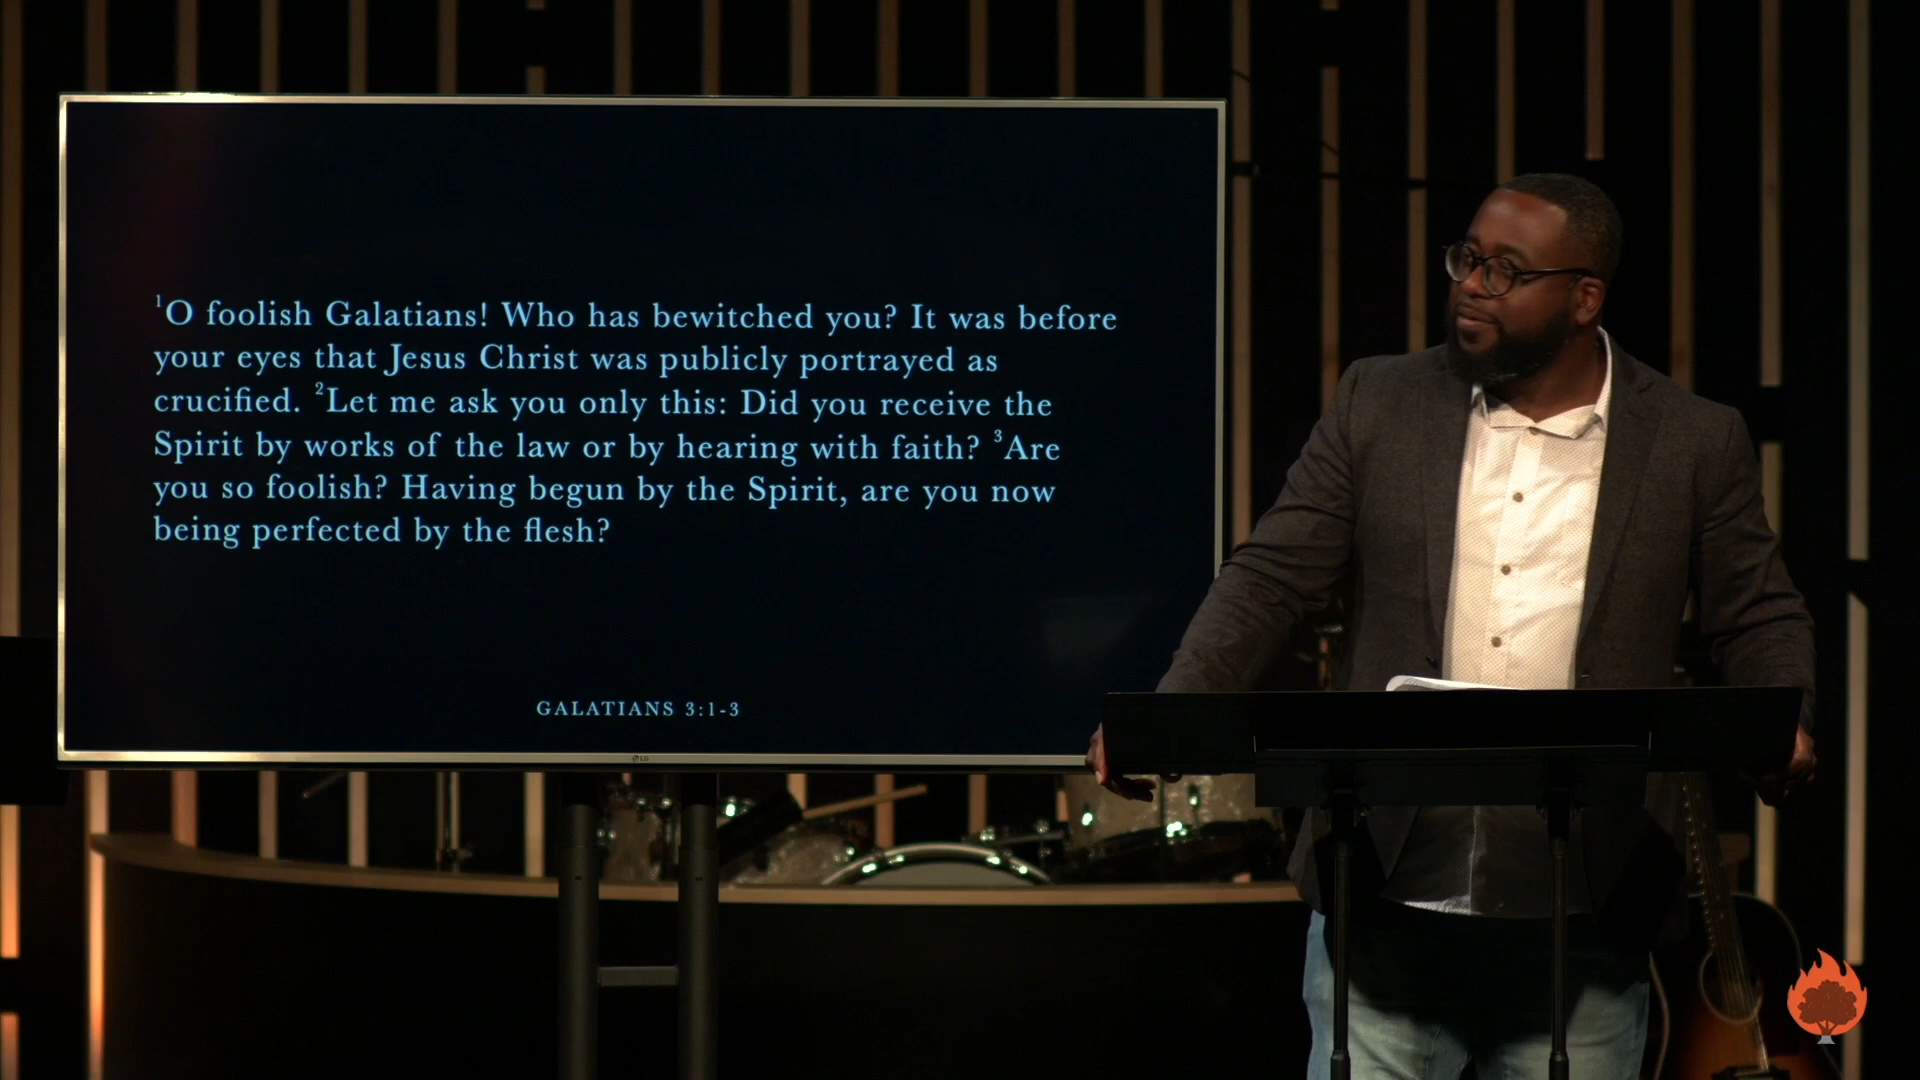 ¹O foolish Galatians! Who has bewitched you? It was before
your eyes that Jesus Christ was publicly portrayed as
crucified. ²Let me ask you only this: Did you receive the
Spirit by works of the law or by hearing with faith? ³Are
you so foolish? Having begun by the Spirit, are you now
being perfected by the flesh?
GALATIANS 3:1-3
LG